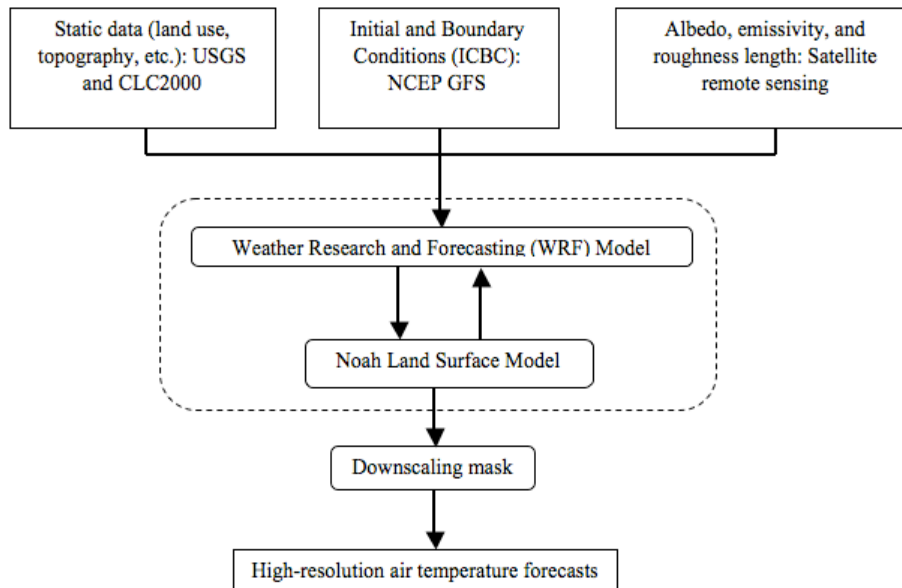 Static data (land use,
topography, etc.): USGS
and CLC2000
Initial and Boundary
Conditions (ICBC):
NCEP GFS
Albedo, emissivity, and
roughness length: Satellite
remote sensing
Weather Research and Forecasting (WRF) Model
Noah Land Surface Model
Downscaling mask
High-resolution air temperature forecasts